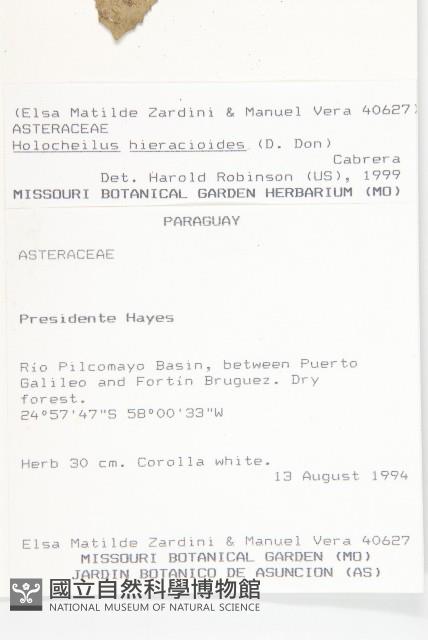 (Elsa Matilde Zardini & Manuel Vera 40627)
ASTERACEAE
Holocheilus hieracioides (D. Don)
Cabrera
Det. Harold Robinson (US), 1999
MISSOURI BOTANICAL GARDEN HERBARIUM (MO)
PARAGUAY
ASTERACEAE
Presidente Hayes
Río Pilcomayo Basin, between Puerto
Galileo and Fortín Bruguez. Dry
forest.
24°57'47"S 58°00'33"W
Herb 30 cm. Corolla white.
13 August 1994
Elsa Matilde Zardini & Manuel Vera 40627
MISSOURI BOTANICAL GARDEN (MO)
JARDIN BOTANICO DE ASUNCION (AS)
國立自然科學博物館
NATIONAL MUSEUM OF NATURAL SCIENCE